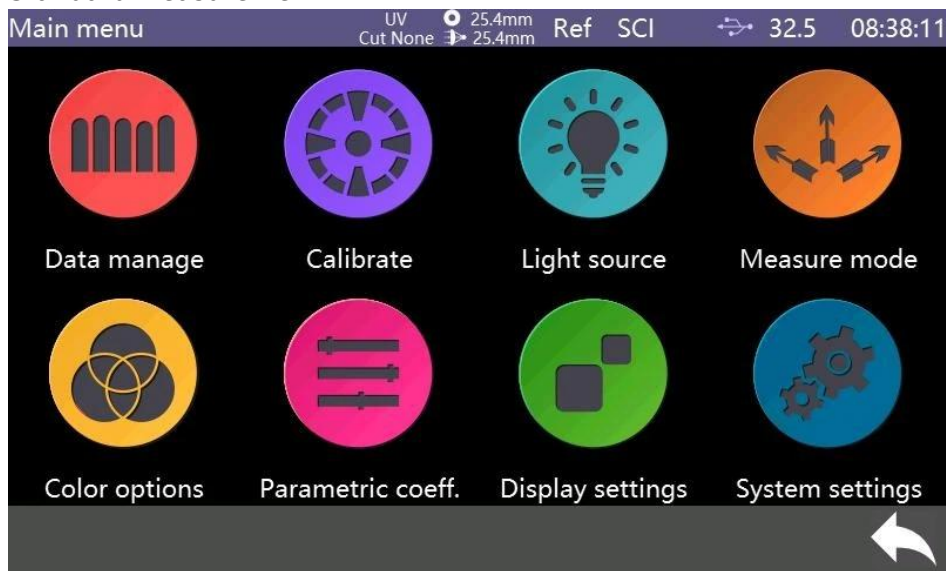 Main menu UV 25.4mm Ref SCI 32.5 08:38:11
Cut None 25.4mm
Data manage Calibrate Light source Measure mode
Color options Parametric coeff. Display settings System settings